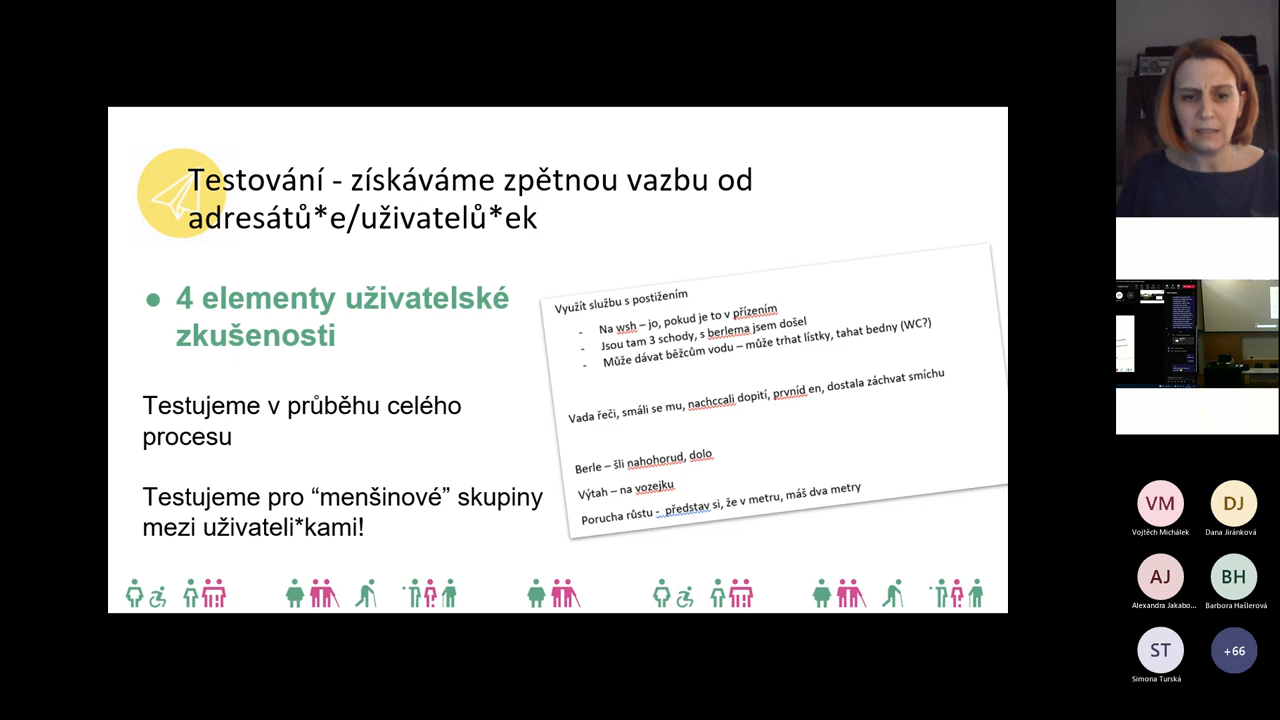 Testování - získáváme zpětnou vazbu od
adresátů*e/uživatelů*ek
● 4 elementy uživatelské
zkušenosti
Testujeme v průběhu celého
procesu
Testujeme pro “menšinové” skupiny
mezi uživateli*kami!
Využít službu s postižením
- Na wsh – jo, pokud je to v přízením
- Jsou tam 3 schody, s berlema jsem došel
- Může dávat běžcům vodu – může trhat lístky, tahat bedny (WC?)
Vada řeči, smáli se mu, nachccali dopití, prvníd en, dostala záchvat smíchu
Berle – šli nahohorud, dolo
Výtah – na vozejku
Porucha růstu - představ si, že v metru, máš dva metry
VM
Vojtěch Michálek
DJ
Dana Jiránková
AJ
Alexandra Jakabo...
BH
Barbora Hašlerová
ST
Simona Turská
+66